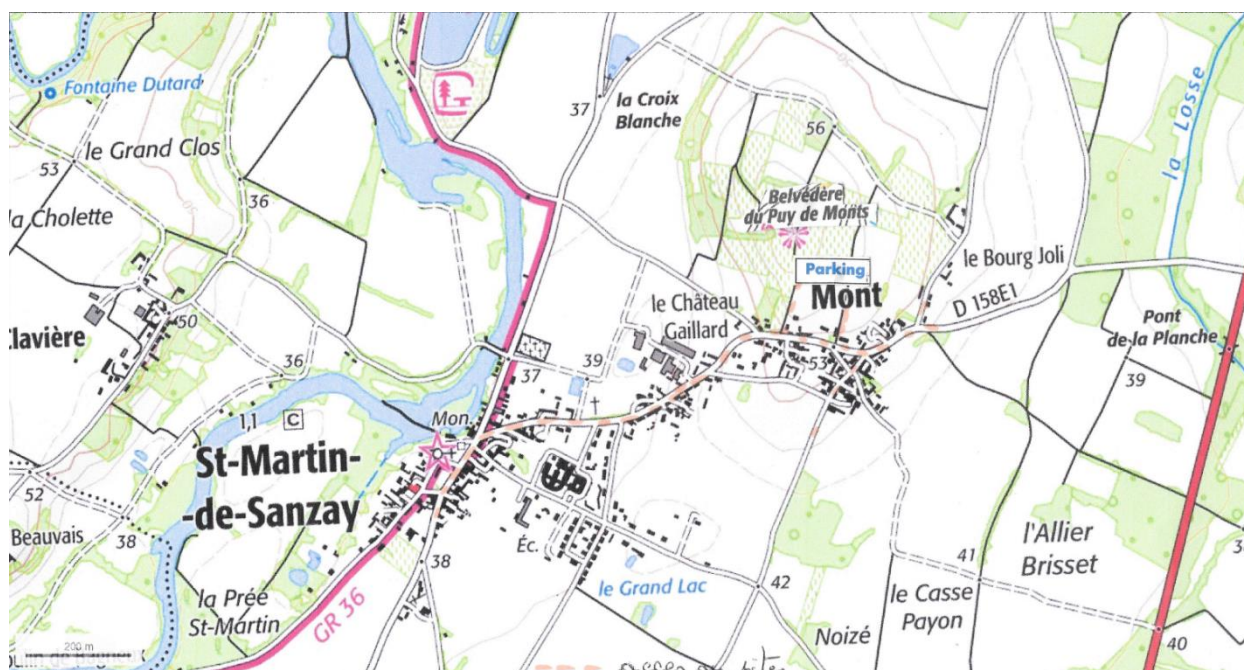 Fontaine Dutard
53
le Grand Clos
la Cholette
36
37
la Croix
Blanche
56
Belvédère
du Puy de Monts
Parking
Mont
le Bourg Joli
D 158E1
la Losse
Pont
de la Planche
39
le Château
Gaillard
53
50
Clavière
36
39
37
1,1
C
Mon.
St-Martin-
-de-Sanzay
52
Beauvais
38
Éc.
38
le Grand Lac
42
41
l'Allier
Brisset
le Casse
Payon
Noizé
40
la Prée
St-Martin
GR 36
200 m